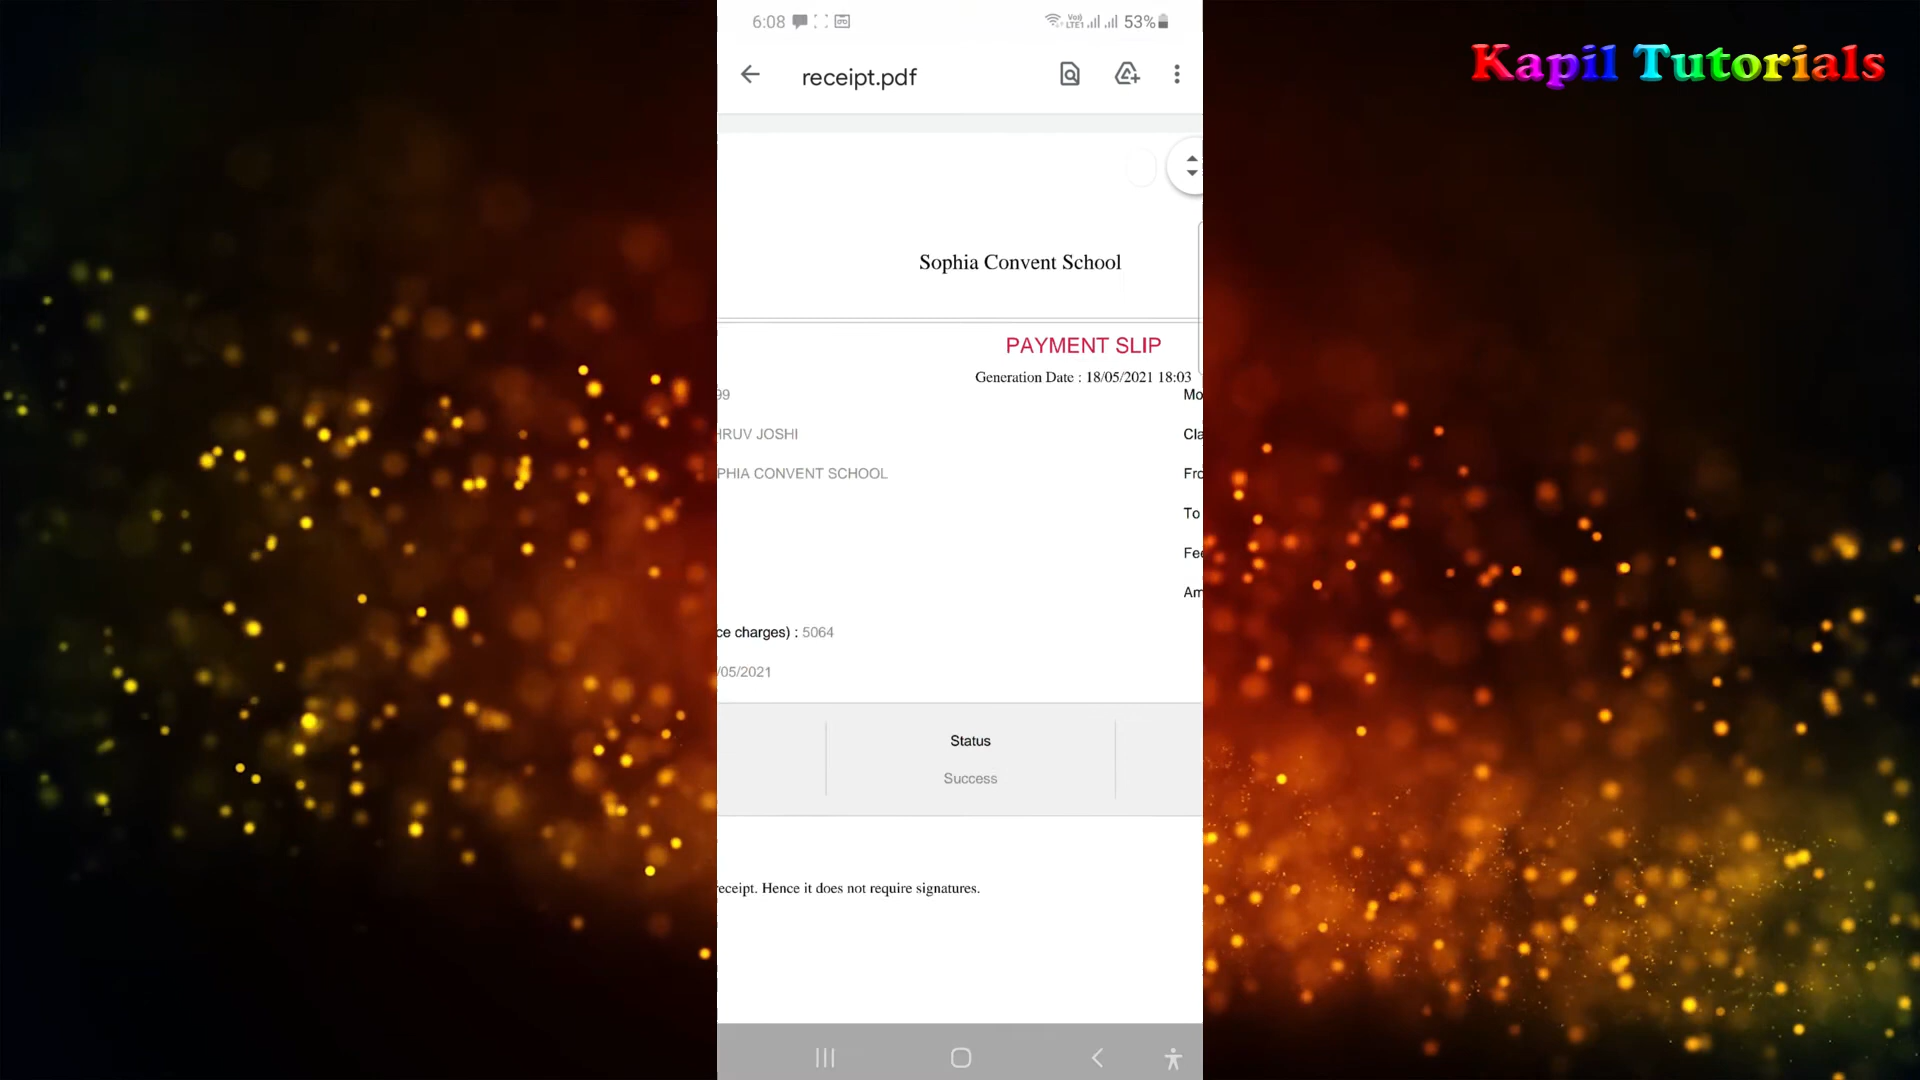 6:08
VoLTE1 53%
Kapil Tutorials
receipt.pdf
Sophia Convent School
PAYMENT SLIP
Generation Date : 18/05/2021 18:03
99
Mo
HRUV JOSHI
Cla
PHIA CONVENT SCHOOL
Fro
To
Fee
Am
ce charges) : 5064
/05/2021
Status
Success
receipt. Hence it does not require signatures.